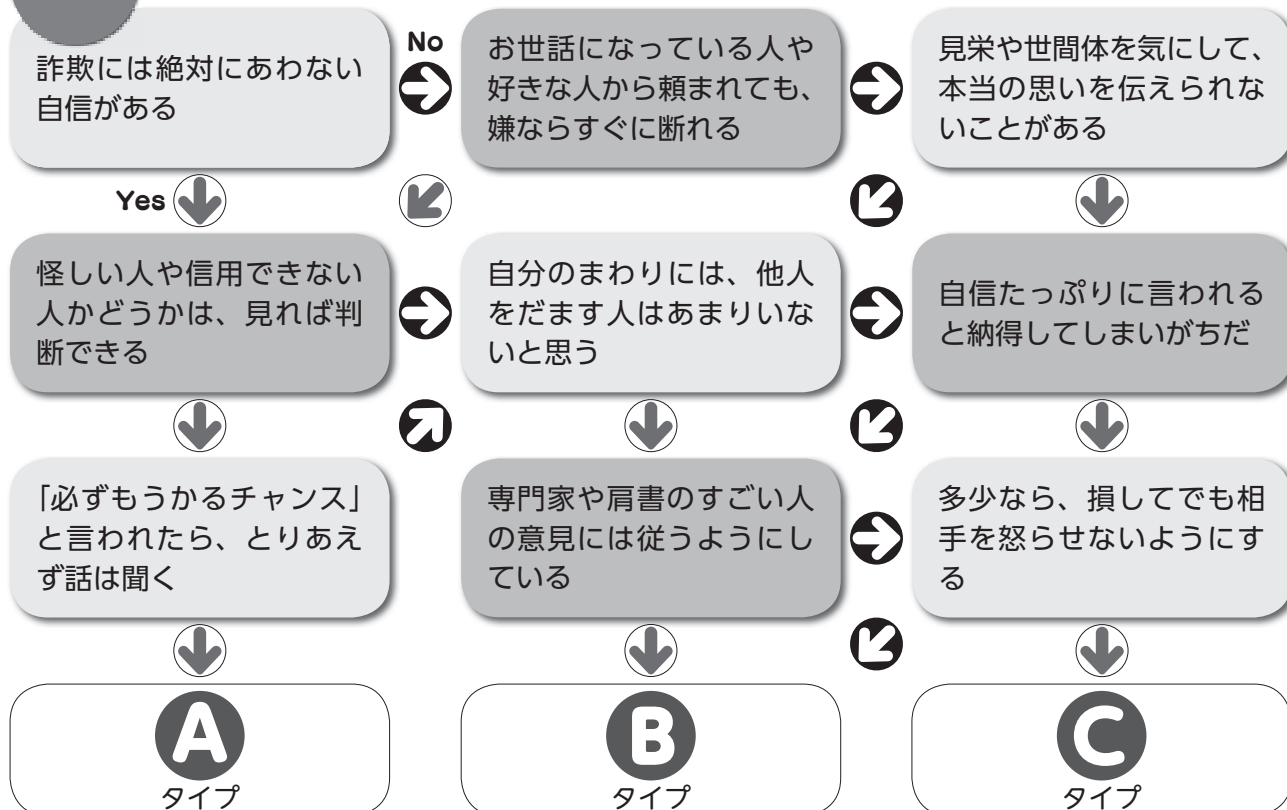 詐欺には絶対にあわない
自信がある
No
お世話になっている人や
好きな人から頼まれても、
嫌ならすぐに断れる
見栄や世間体を気にして、
本当の思いを伝えられな
いことがある
Yes
怪しい人や信用できない
人かどうかは、見れば判
断できる
自分のまわりには、他人
をだます人はあまりいな
いと思う
自信たっぷりに言われる
と納得してしまいがちだ
「必ずもうかるチャンス」
と言われたら、とりあえ
ず話は聞く
専門家や肩書のすごい人
の意見には従うようにし
ている
多少なら、損してでも相
手を怒らせないようにす
る
A
タイプ
B
タイプ
C
タイプ